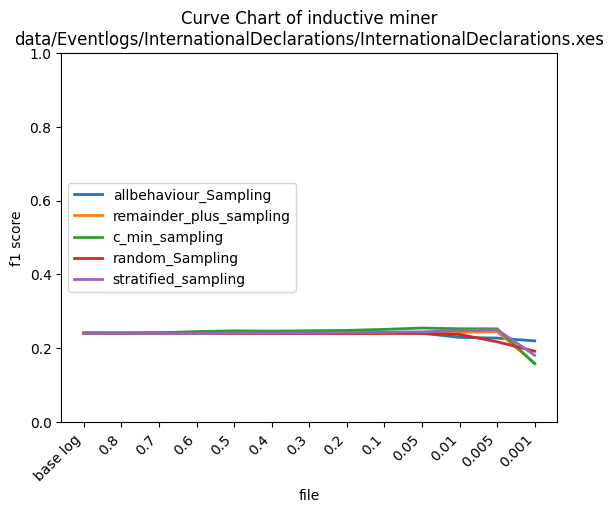 Curve Chart of inductive miner
data/Eventlogs/InternationalDeclarations/InternationalDeclarations.xes
1.0
0.8
0.6
0.4
0.2
0.0
f1 score
allbehaviour_Sampling
remainder_plus_sampling
c_min_sampling
random_Sampling
stratified_sampling
base log
0.8
0.7
0.6
0.5
0.4
0.3
0.2
0.1
0.05
0.01
0.005
0.001
file